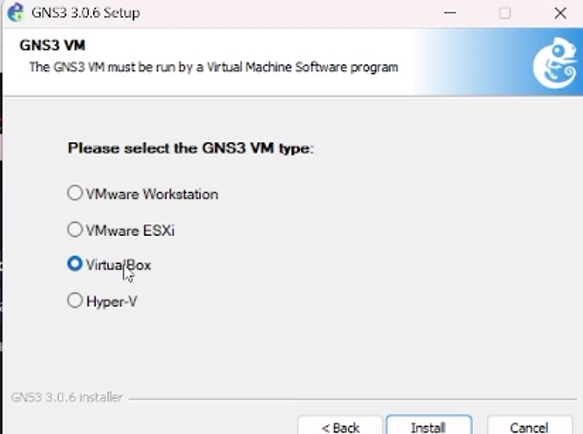 GNS3 3.0.6 Setup
GNS3 VM
The GNS3 VM must be run by a Virtual Machine Software program
Please select the GNS3 VM type:
VMware Workstation
VMware ESXi
VirtualBox
Hyper-V
GNS3 3.0.6 installer
< Back
Install
Cancel